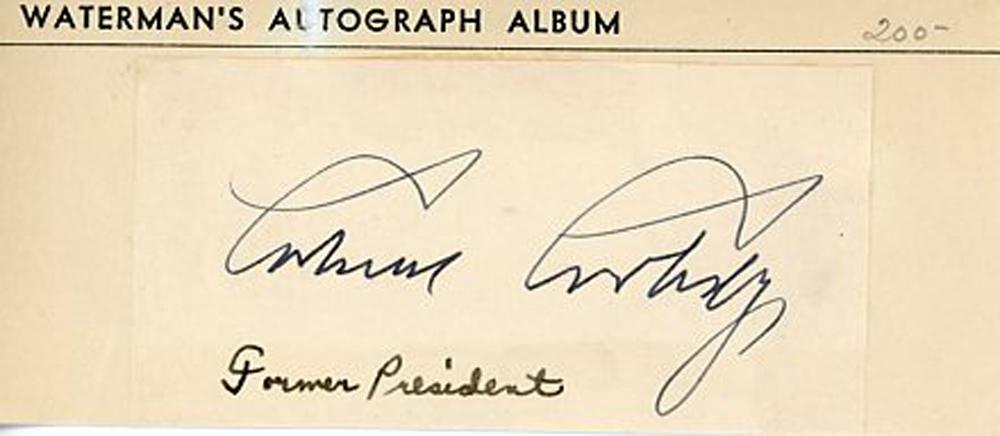 WATERMAN'S AUTOGRAPH ALBUM 200-
Calvin Coolidge
Former President